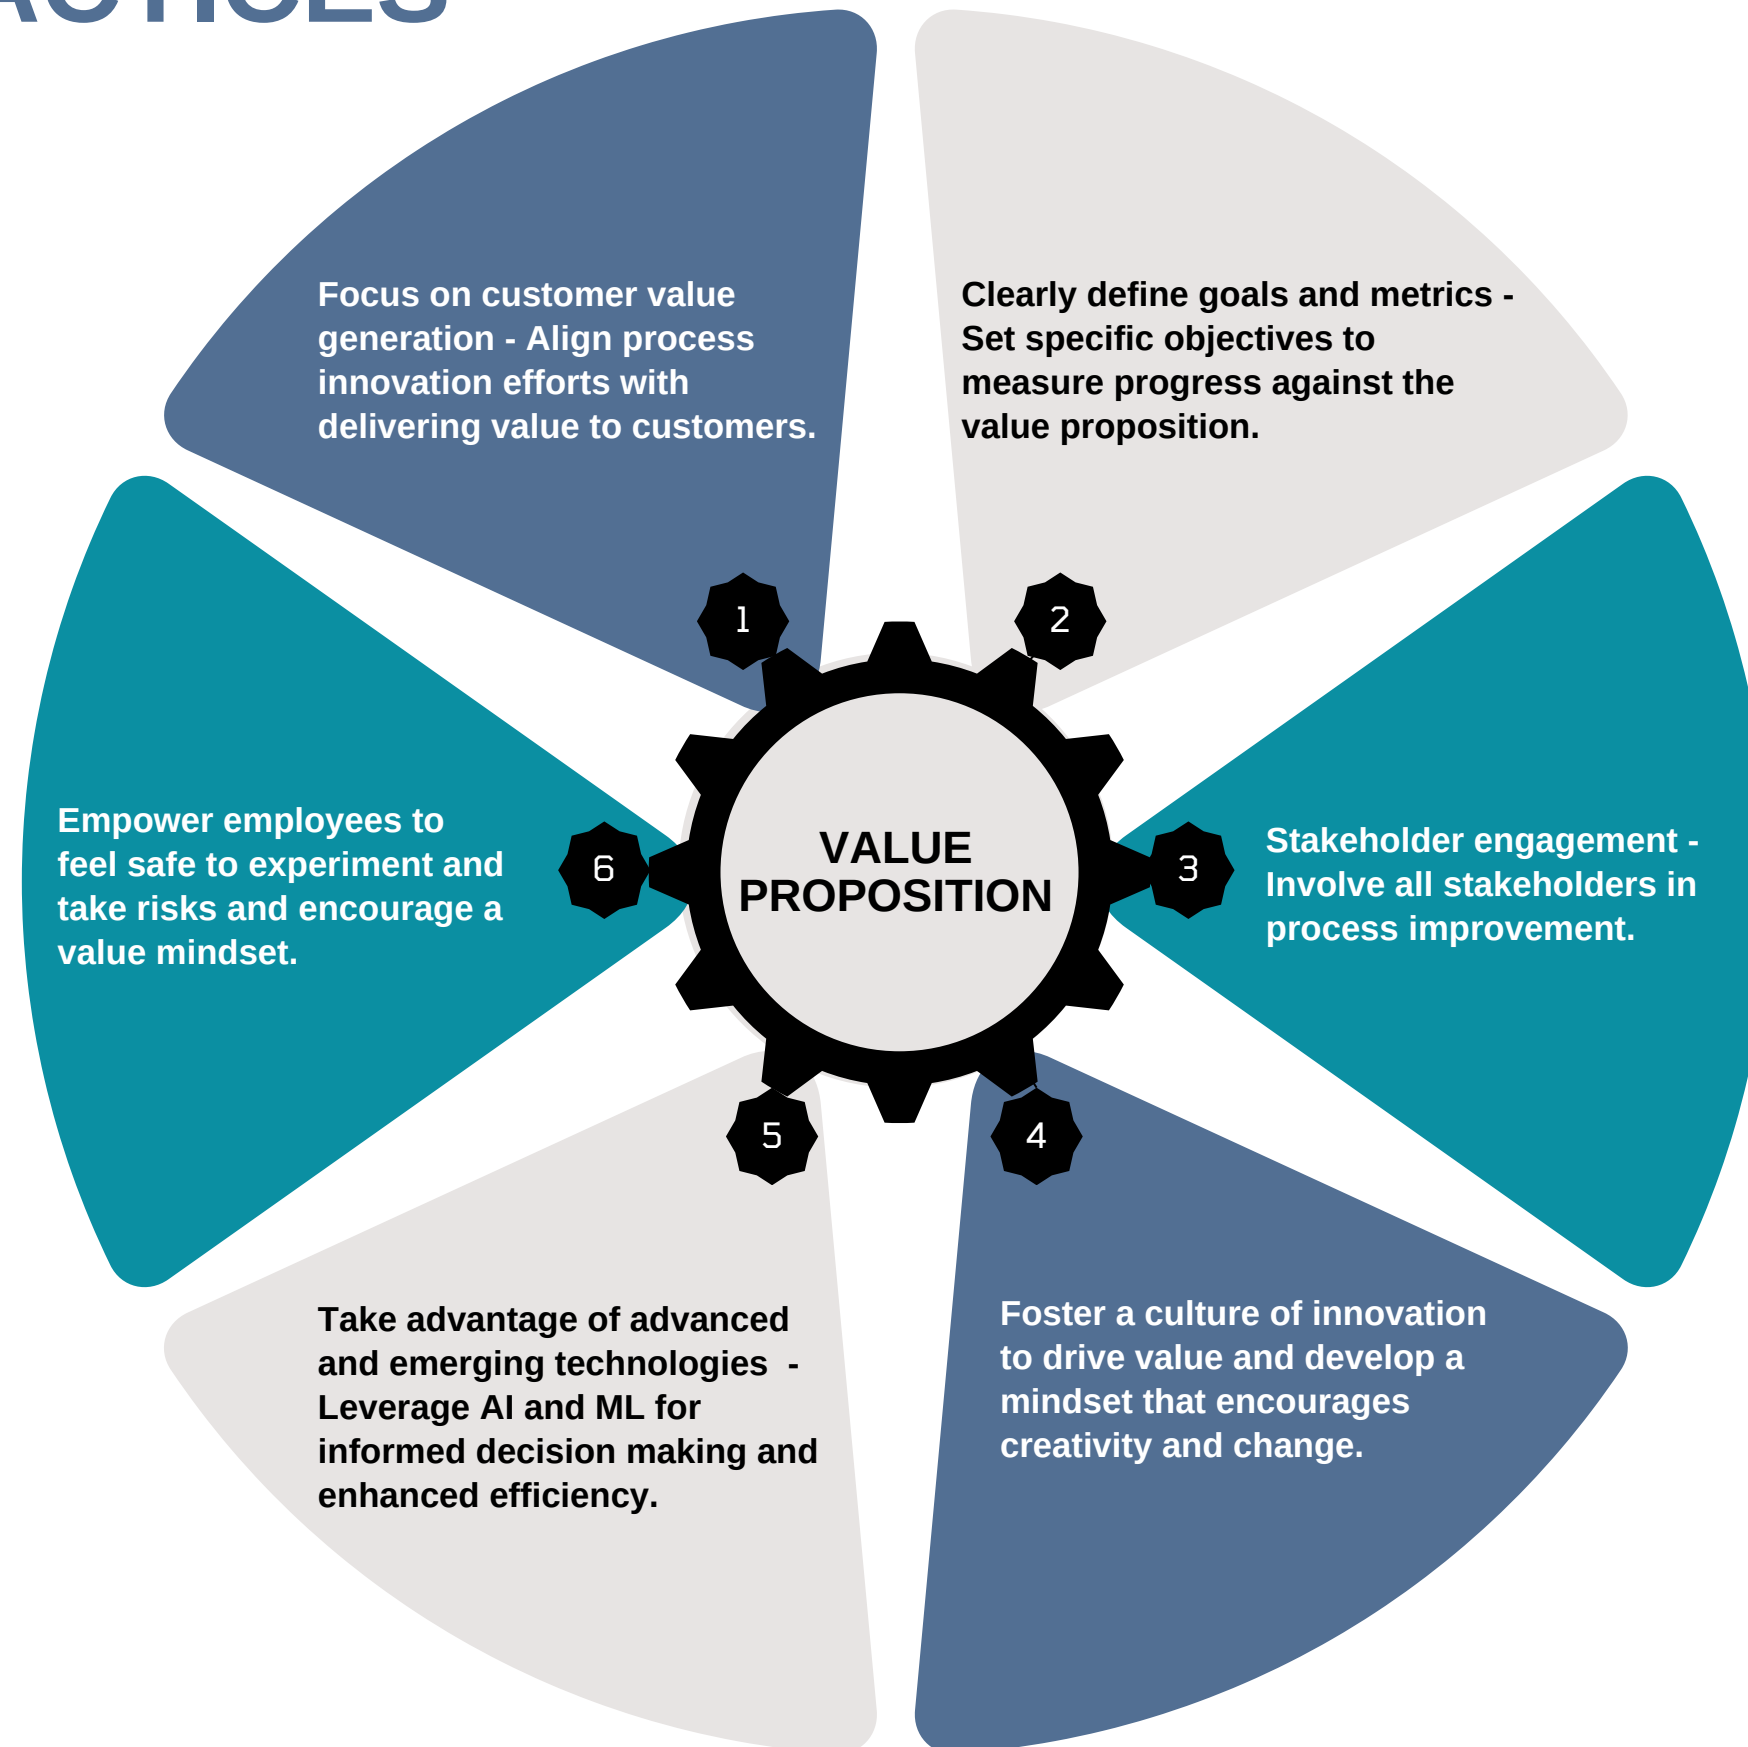 Focus on customer value
generation - Align process
innovation efforts with
delivering value to customers.
Clearly define goals and metrics -
Set specific objectives to
measure progress against the
value proposition.
1
2
Empower employees to
feel safe to experiment and
take risks and encourage a
value mindset.
6
VALUE
PROPOSITION
3
Stakeholder engagement -
Involve all stakeholders in
process improvement.
5
4
Take advantage of advanced
and emerging technologies  -
Leverage AI and ML for
informed decision making and
enhanced efficiency.
Foster a culture of innovation
to drive value and develop a
mindset that encourages
creativity and change.